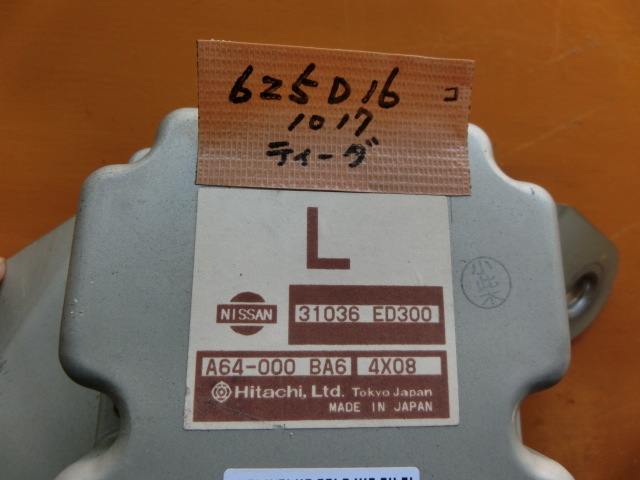 625D16 コ
1017
ティーダ
L
NISSAN 31036 ED300
A64-000 BA6 4X08
Hitachi, Ltd. Tokyo Japan
MADE IN JAPAN